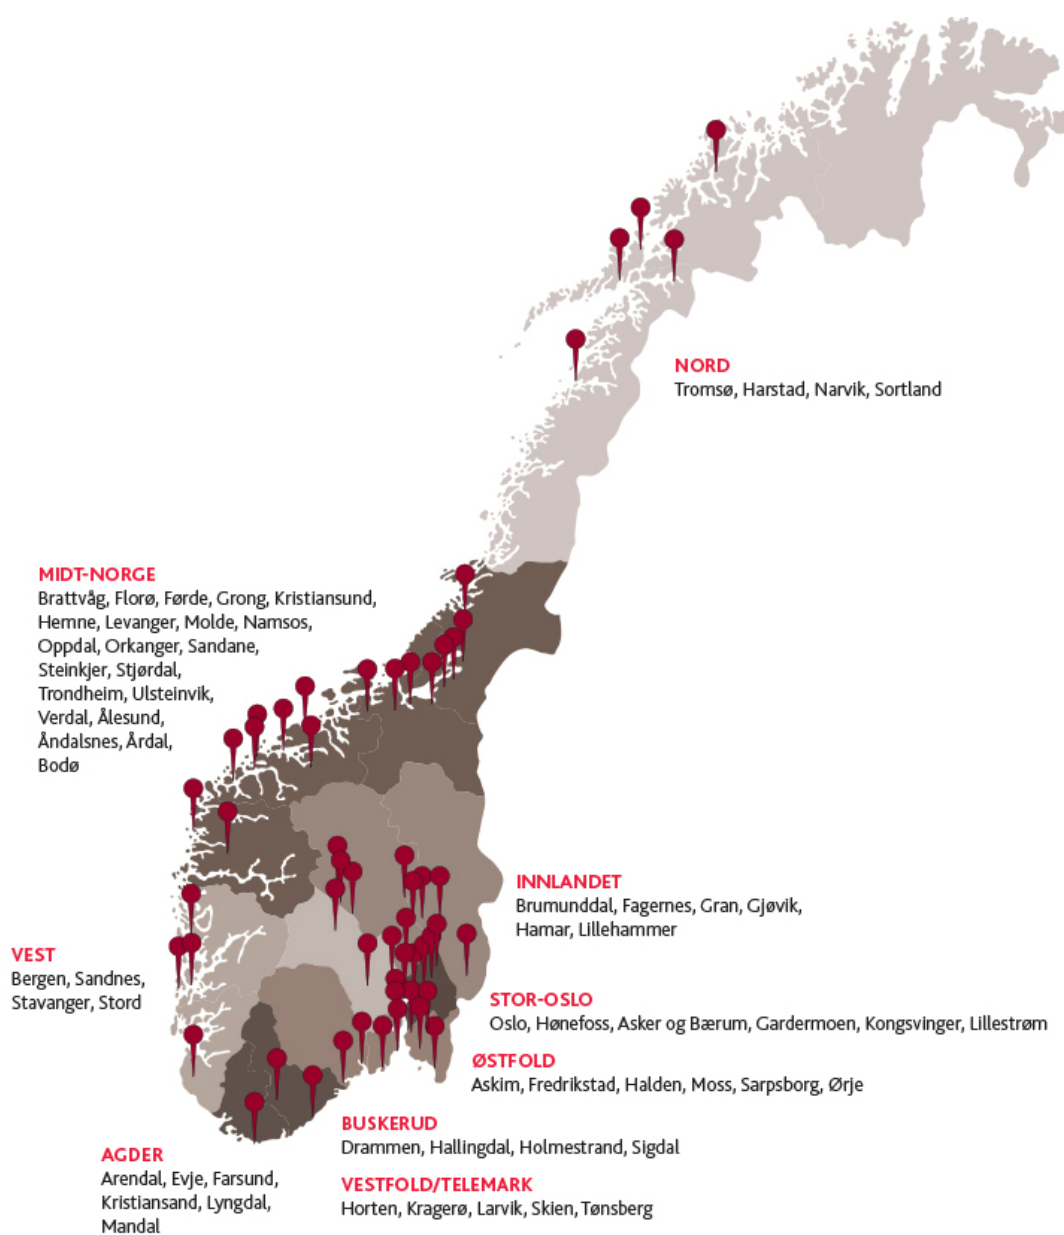 NORD
Tromsø, Harstad, Narvik, Sortland
MIDT-NORGE
Brattvåg, Florø, Førde, Grong, Kristiansund,
Hemne, Levanger, Molde, Namsos,
Oppdal, Orkanger, Sandane,
Steinkjer, Stjørdal,
Trondheim, Ulsteinvik,
Verdal, Ålesund,
Åndalsnes, Årdal,
Bodø
INNLANDET
Brumunddal, Fagernes, Gran, Gjøvik,
Hamar, Lillehammer
VEST
Bergen, Sandnes,
Stavanger, Stord
STOR-OSLO
Oslo, Hønefoss, Asker og Bærum, Gardermoen, Kongsvinger, Lillestrøm
ØSTFOLD
Askim, Fredrikstad, Halden, Moss, Sarpsborg, Ørje
BUSKERUD
Drammen, Hallingdal, Holmestrand, Sigdal
AGDER
Arendal, Evje, Farsund,
Kristiansand, Lyngdal,
Mandal
VESTFOLD/TELEMARK
Horten, Kragerø, Larvik, Skien, Tønsberg